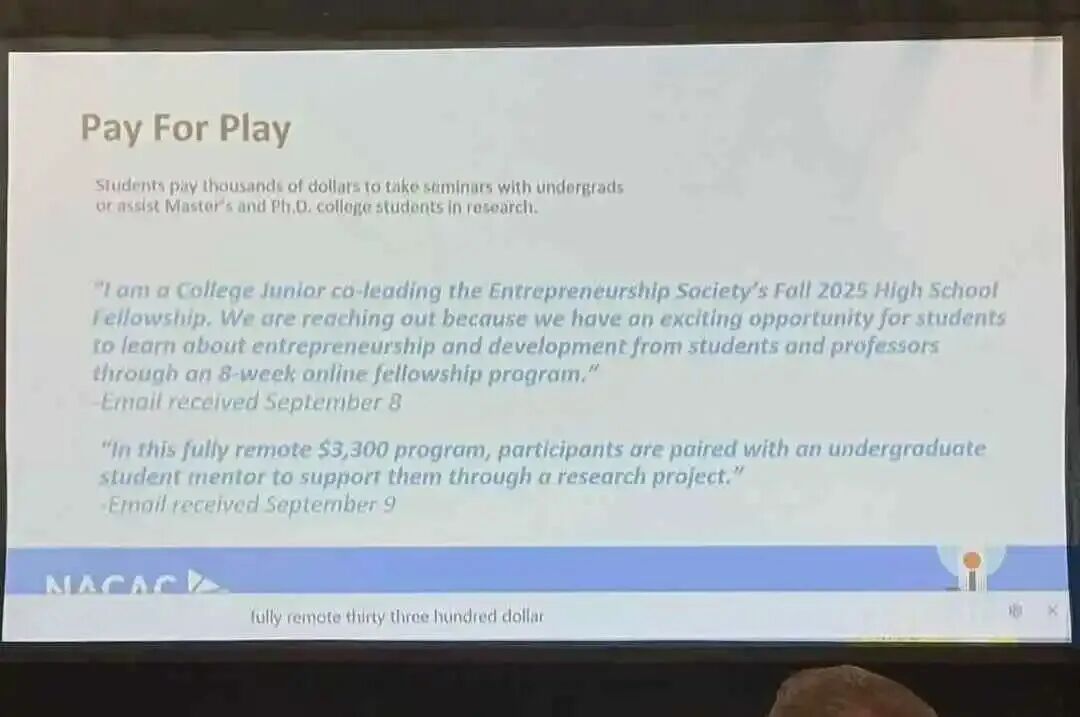 Pay For Play
Students pay thousands of dollars to take seminars with undergrads
or assist Master's and Ph.D. college students in research.
"I am a College Junior co-leading the Entrepreneurship Society's Fall 2025 High School
Fellowship. We are reaching out because we have an exciting opportunity for students
to learn about entrepreneurship and development from students and professors
through an 8-week online fellowship program."
-Email received September 8
"In this fully remote $3,300 program, participants are paired with an undergraduate
student mentor to support them through a research project."
-Email received September 9
NACAC
fully remote thirty three hundred dollar